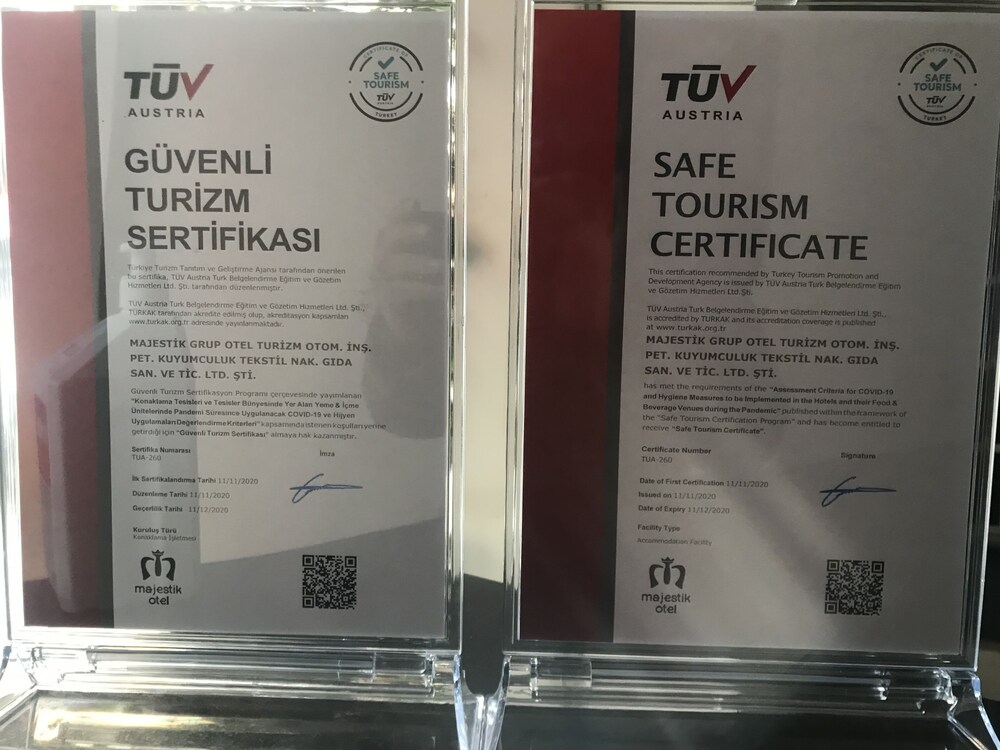 TÜV
AUSTRIA
CERTIFICATE OF
SAFE
TOURISM
TÜV
AUSTRIA
TURKEY
GÜVENLİ
TURİZM
SERTİFİKASI
Türkiye Turizm Tanıtım ve Geliştirme Ajansı tarafından önerilen
bu sertifika, TÜV Austria Turk Belgelendirme Eğitim ve Gözetim
Hizmetleri Ltd. Şti. tarafından düzenlenmiştir.
TÜV Austria Turk Belgelendirme Eğitim ve Gözetim Hizmetleri Ltd. Şti.,
TÜRKAK tarafından akredite edilmiş olup, akreditasyon kapsamları
www.turkak.org.tr adresinde yayınlanmaktadır.
MAJESTİK GRUP OTEL TURİZM OTOM. İNŞ.
PET. KUYUMCULUK TEKSTİL NAK. GIDA
SAN. VE TİC. LTD. ŞTİ.
Güvenli Turizm Sertifikasyon Programı çerçevesinde yayımlanan
"Konaklama Tesisleri ve Tesisler Bünyesinde Yer Alan Yeme & İçme
Ünitelerinde Pandemi Süresince Uygulanacak COVID-19 ve Hijyen
Uygulamaları Değerlendirme Kriterleri" kapsamında istenen koşulları yerine
getirdiği için "Güvenli Turizm Sertifikası" almaya hak kazanmıştır.
Sertifika Numarası
TUA-260
İmza
İlk Sertifikalandırma Tarihi 11/11/2020
Düzenleme Tarihi 11/11/2020
Geçerlilik Tarihi 11/12/2020
Kuruluş Türü
Konaklama İşletmesi
majestik
otel
TÜV
AUSTRIA
CERTIFICATE OF
SAFE
TOURISM
TÜV
AUSTRIA
TURKEY
SAFE
TOURISM
CERTIFICATE
This certification recommended by Turkey Tourism Promotion and
Development Agency is issued by TÜV Austria Turk Belgelendirme Eğitim
ve Gözetim Hizmetleri Ltd.Şti.
TÜV Austria Turk Belgelendirme Eğitim ve Gözetim Hizmetleri Ltd. Şti.,
is accredited by TURKAK and its accreditation coverage is published
at www.turkak.org.tr
MAJESTİK GRUP OTEL TURİZM OTOM. İNŞ.
PET. KUYUMCULUK TEKSTİL NAK. GIDA
SAN. VE TİC. LTD. ŞTİ.
has met the requirements of the "Assessment Criteria for COVID-19
and Hygiene Measures to be Implemented in the Hotels and their Food &
Beverage Venues during the Pandemic" published within the framework of
the "Safe Tourism Certification Program" and has become entitled to
receive "Safe Tourism Certificate".
Certificate Number
TUA-260
Signature
Date of First Certification 11/11/2020
Issued on 11/11/2020
Date of Expiry 11/12/2020
Facility Type
Accommodation Facility
majestik
otel